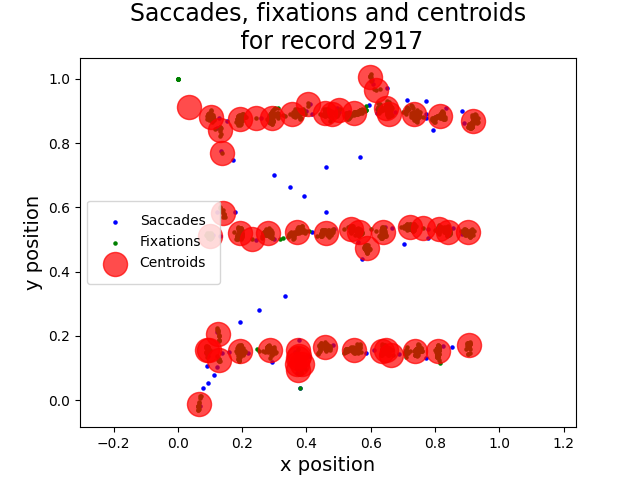 Saccades, fixations and centroids
for record 2917
y position
1.0
0.8
0.6
0.4
0.2
0.0
Saccades
Fixations
Centroids
−0.2
0.0
0.2
0.4
0.6
0.8
1.0
1.2
x position